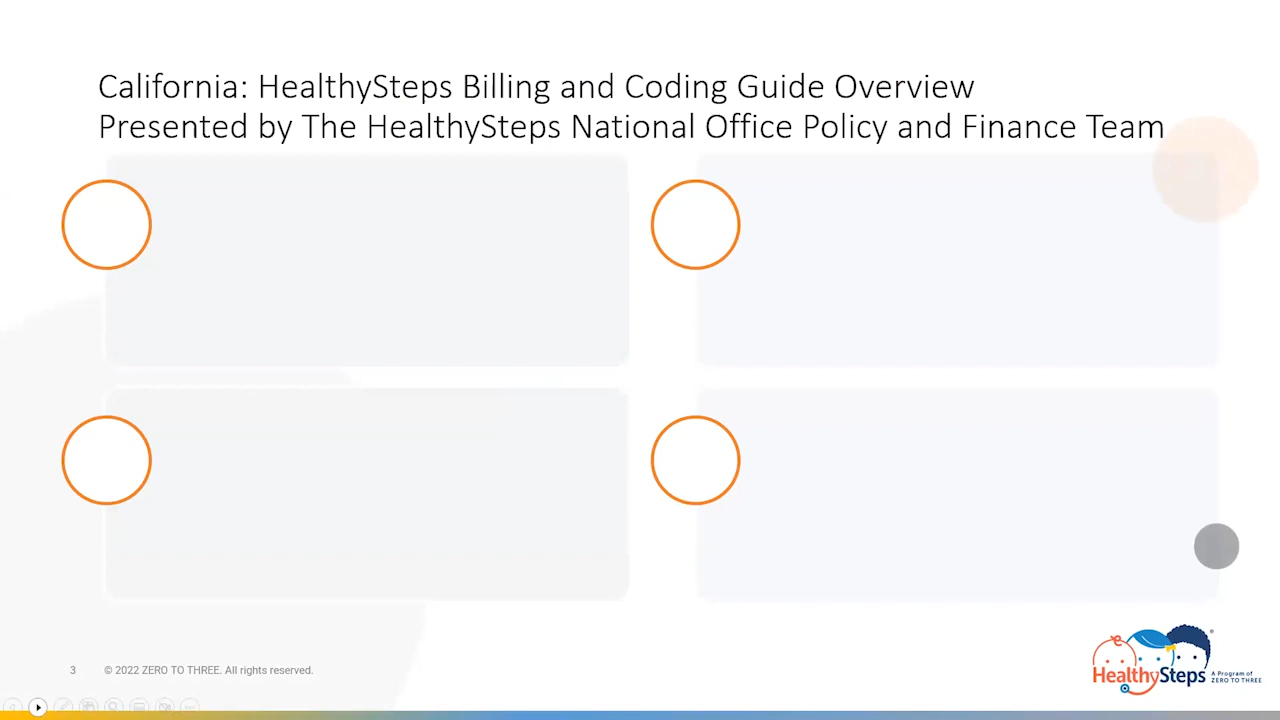 California: HealthySteps Billing and Coding Guide Overview
Presented by The HealthySteps National Office Policy and Finance Team
3 © 2022 ZERO TO THREE. All rights reserved.
HealthySteps ® A Program of
ZERO TO THREE